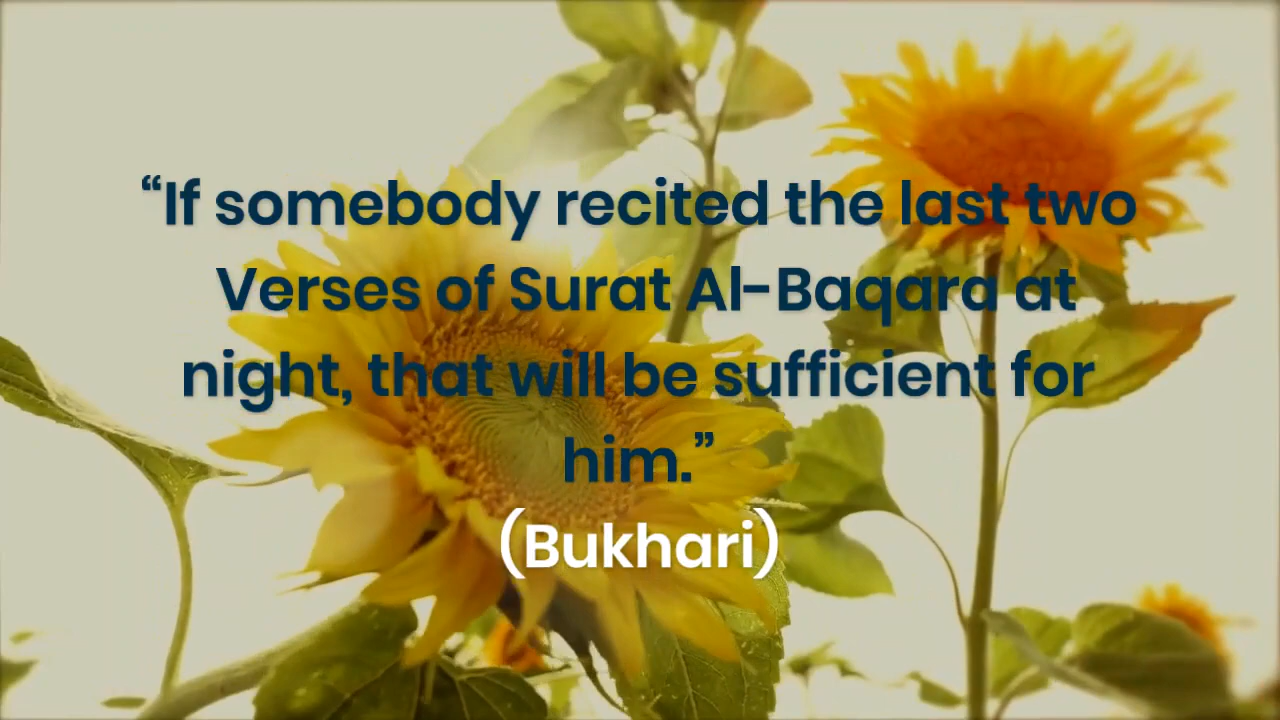 “If somebody recited the last two
Verses of Surat Al-Baqara at
night, that will be sufficient for
him.”
(Bukhari)